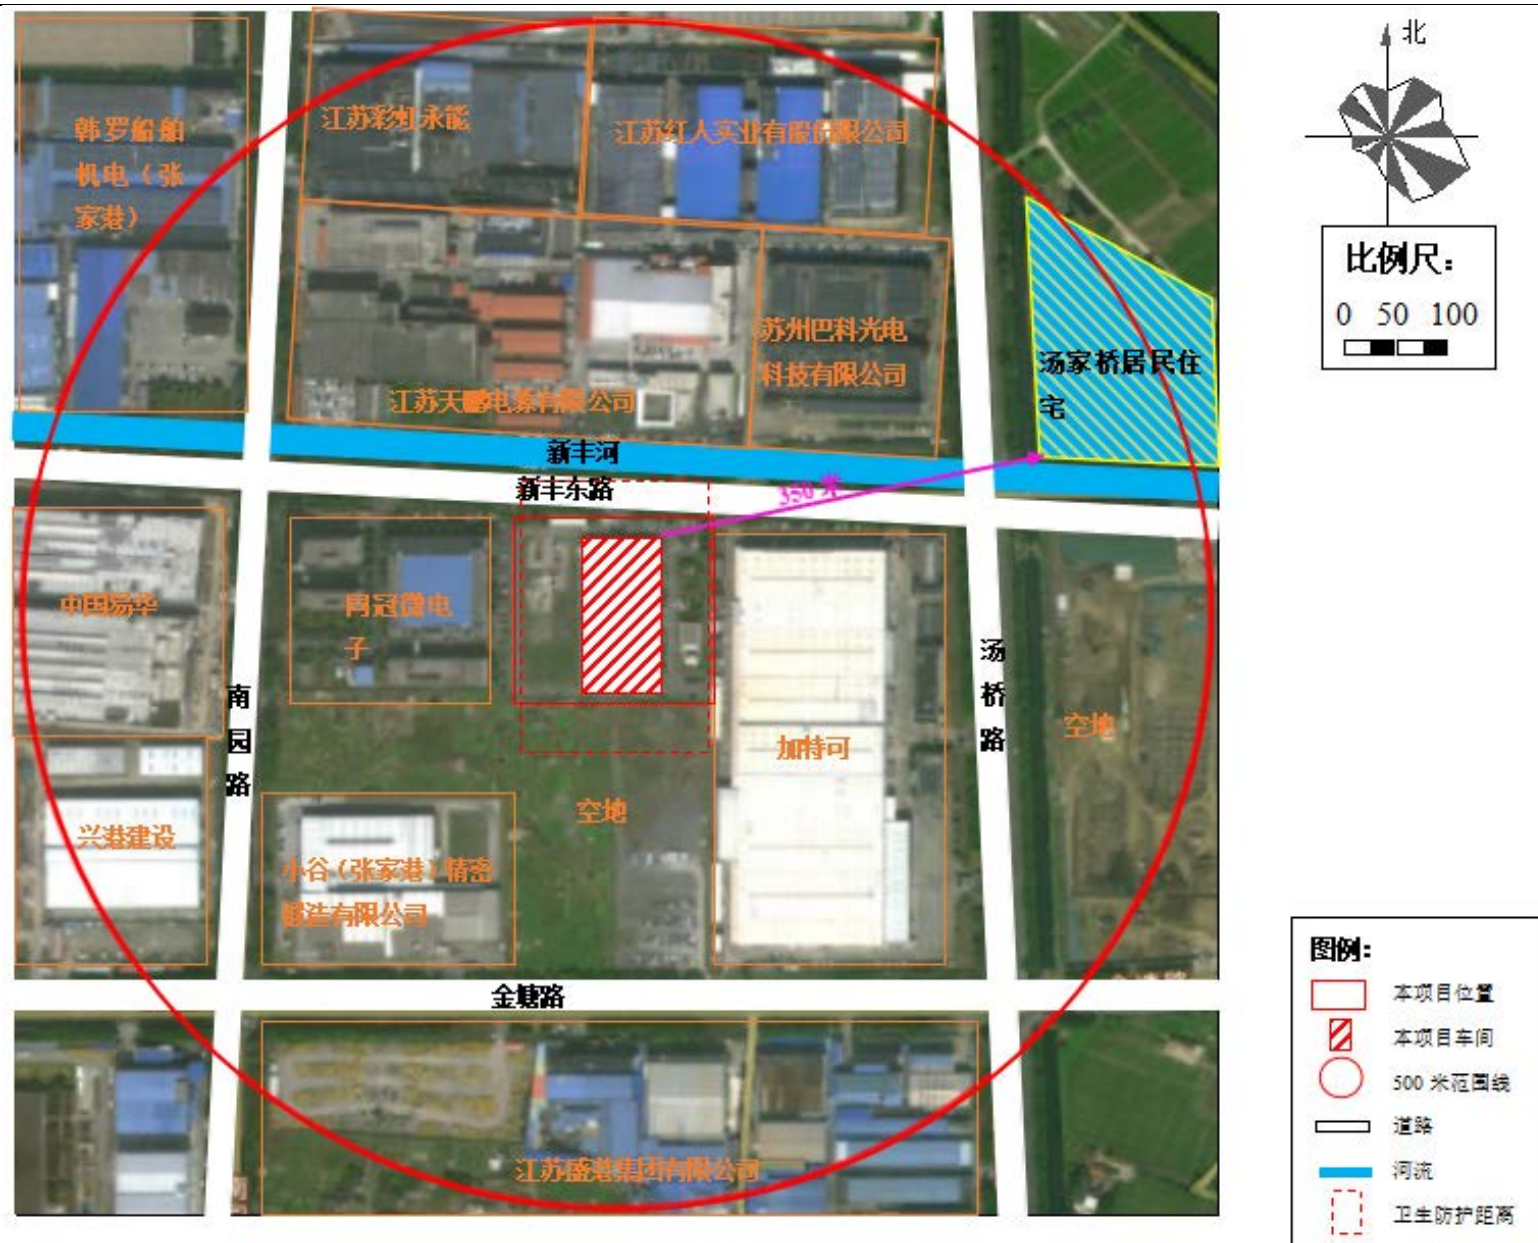 北
比例尺：
0 50 100
韩罗船舶
机电（张
家港）
江苏彩虹永能
江苏红人实业有股份限公司
苏州巴科光电
科技有限公司
江苏天鹏电源有限公司
汤家桥居民住
宅
新丰河
新丰东路
350 米
中国易华
同冠微电
子
南
园
路
汤
桥
路
空地
加特可
空地
兴港建设
小谷（张家港）精密
锻造有限公司
金塘路
江苏盛港集团有限公司
图例：
本项目位置
本项目车间
500 米范围线
道路
河流
卫生防护距离